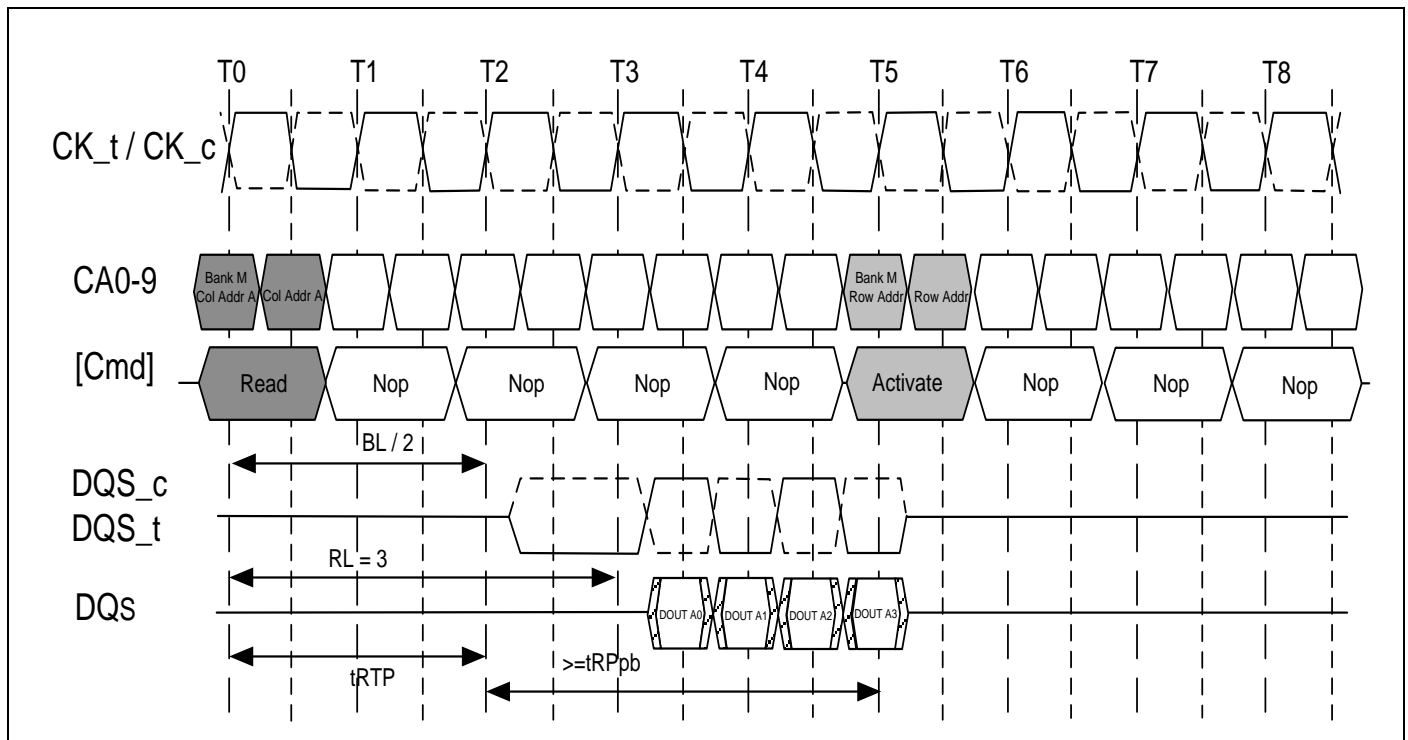 T0 T1 T2 T3 T4 T5 T6 T7 T8
CK_t / CK_c
CA0-9
Bank M
Col Addr A
Col Addr A
Bank M
Row Addr
Row Addr
[Cmd]
Read Nop Nop Nop Nop Activate Nop Nop Nop
BL / 2
DQS_c
DQS_t
RL = 3
DQs
DOUT A0 DOUT A1 DOUT A2 DOUT A3
tRTP
>=tRPpb